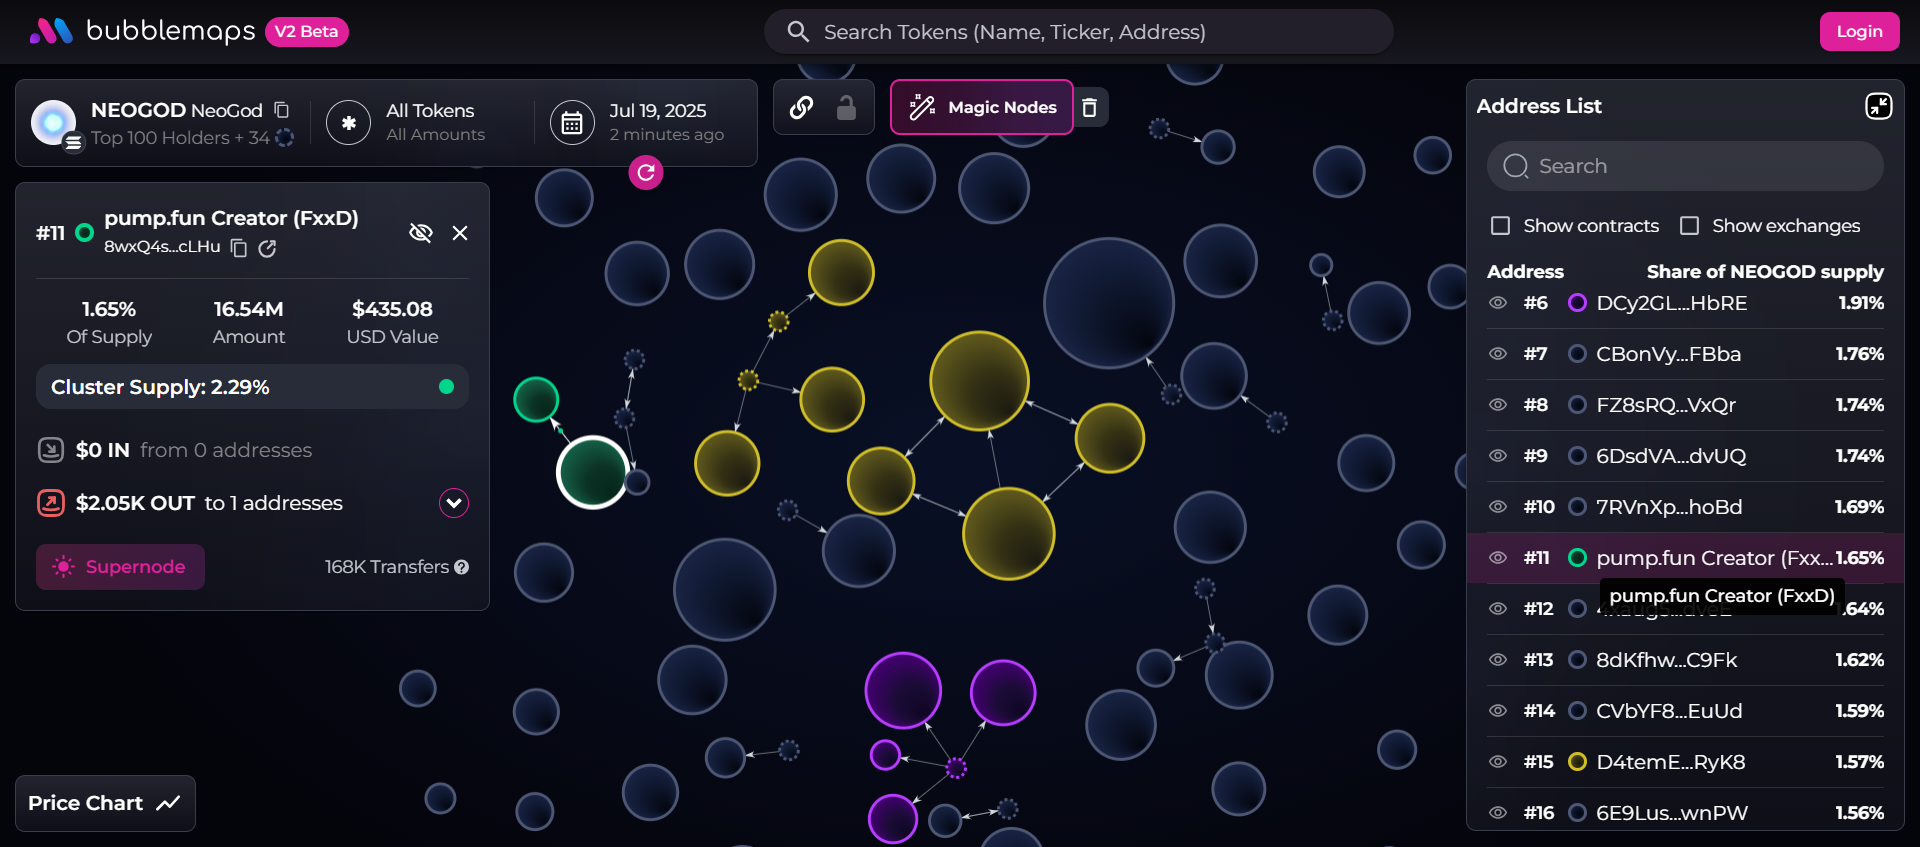 bubblemaps V2 Beta
Search Tokens (Name, Ticker, Address)
Login
NEOGOD NeoGod
Top 100 Holders + 34
All Tokens
All Amounts
Jul 19, 2025
2 minutes ago
Magic Nodes
#11 pump.fun Creator (FxxD)
8wxQ4s...cLHu
1.65% 16.54M $435.08
Of Supply Amount USD Value
Cluster Supply: 2.29%
$0 IN from 0 addresses
$2.05K OUT to 1 addresses
Supernode 168K Transfers
Price Chart
Address List
Search
Show contracts Show exchanges
Address Share of NEOGOD supply
#6 DCy2GL...HbRE 1.91%
#7 CBonVy...FBba 1.76%
#8 FZ8sRQ...VxQr 1.74%
#9 6DsdVA...dvUQ 1.74%
#10 7RVnXp...hoBd 1.69%
#11 pump.fun Creator (Fxx... 1.65%
pump.fun Creator (FxxD)
#12 .64%
#13 8dKfhw...C9Fk 1.62%
#14 CVbYF8...EuUd 1.59%
#15 D4temE...RyK8 1.57%
#16 6E9Lus...wnPW 1.56%